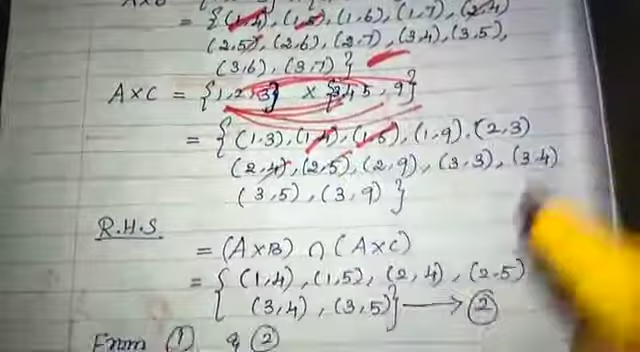 A×B
= {(1,4), (1,5), (1,6), (1,7), (2,4)
(2,5), (2,6), (2,7), (3,4), (3,5),
(3,6), (3,7)}
A×C = {1,2,3} × {3,4,5,9}
= {(1,3), (1,4), (1,5), (1,9), (2,3)
(2,4), (2,5), (2,9), (3,3), (3,4)
(3,5), (3,9)}
R.H.S
= (A×B) ∩ (A×C)
= {(1,4), (1,5), (2,4), (2,5)
(3,4), (3,5)} → ②
From ① & ②